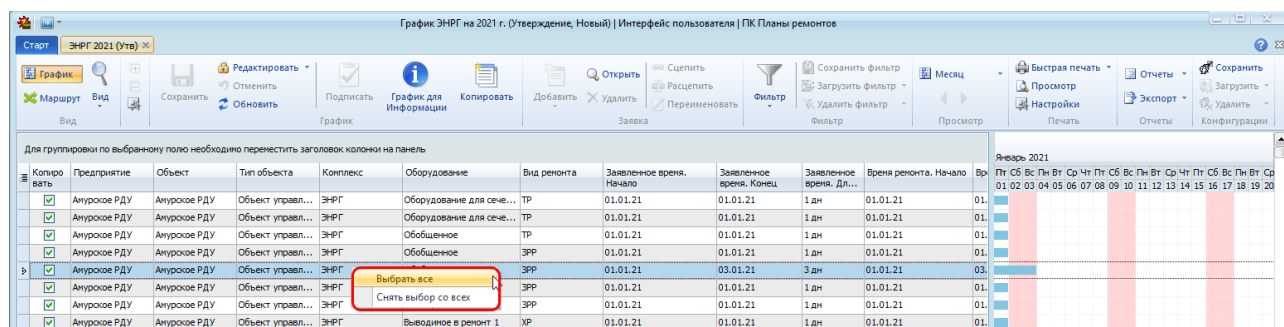 График ЭНРГ на 2021 г. (Утверждение, Новый) | Интерфейс пользователя | ПК Планы ремонтов
Старт ЭНРГ 2021 (Утв)
График Вид Сохранить Редактировать Подписать График для Информации Копировать Добавить Открыть Сцепить Фильтр Сохранить фильтр Месяц Быстрая печать Отчеты Сохранить
Маршрут Отменить Удалить Расцепить Загрузить фильтр Просмотр Экспорт Загрузить
Обновить Переименовать Удалить фильтр Настройки Удалить
Вид График Заявка Фильтр Просмотр Печать Отчеты Конфигурации
Для группировки по выбранному полю необходимо переместить заголовок колонки на панель
Январь 2021
Копиро вать Предприятие Объект Тип объекта Комплекс Оборудование Вид ремонта Заявленное время. Начало Заявленное время. Конец Заявленное время. Дл... Время ремонта. Начало Вре Пт Сб Вс Пн Вт Ср Чт Пт Сб Вс Пн Вт Ср Чт Пт Сб Вс Пн Вт Ср
01 02 03 04 05 06 07 08 09 10 11 12 13 14 15 16 17 18 19 20
Амурское РДУ Амурское РДУ Объект управл... ЭНРГ Оборудование для сече... ТР 01.01.21 01.01.21 1 дн 01.01.21 01.
Амурское РДУ Амурское РДУ Объект управл... ЭНРГ Оборудование для сече... ТР 01.01.21 01.01.21 1 дн 01.01.21 01.
Амурское РДУ Амурское РДУ Объект управл... ЭНРГ Обобщенное ТР 01.01.21 01.01.21 1 дн 01.01.21 01.
Амурское РДУ Амурское РДУ Объект управл... ЭНРГ Обобщенное ЗРР 01.01.21 01.01.21 1 дн 01.01.21 01.
Амурское РДУ Амурское РДУ Объект управл... ЭНРГ ЗРР 01.01.21 03.01.21 3 дн 01.01.21 03.
Выбрать все
Амурское РДУ Амурское РДУ Объект управл... ЭНРГ ЗРР 01.01.21 01.01.21 1 дн 01.01.21 01.
Снять выбор со всех
Амурское РДУ Амурское РДУ Объект управл... ЭНРГ ЗРР 01.01.21 01.01.21 1 дн 01.01.21 01.
Амурское РДУ Амурское РДУ Объект управл... ЭНРГ Выводимое в ремонт 1 ХР 01.01.21 01.01.21 1 дн 01.01.21 01.